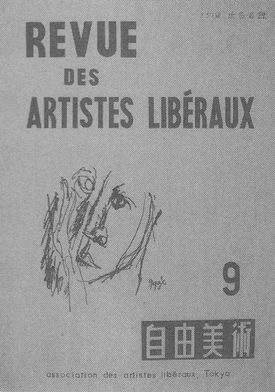 REVUE
DES
ARTISTES LIBÉRAUX
9
自由美術
association des artistes libéraux, Tokyo